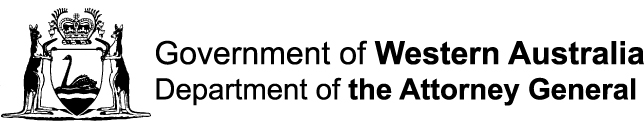 Government of Western Australia
Department of the Attorney General